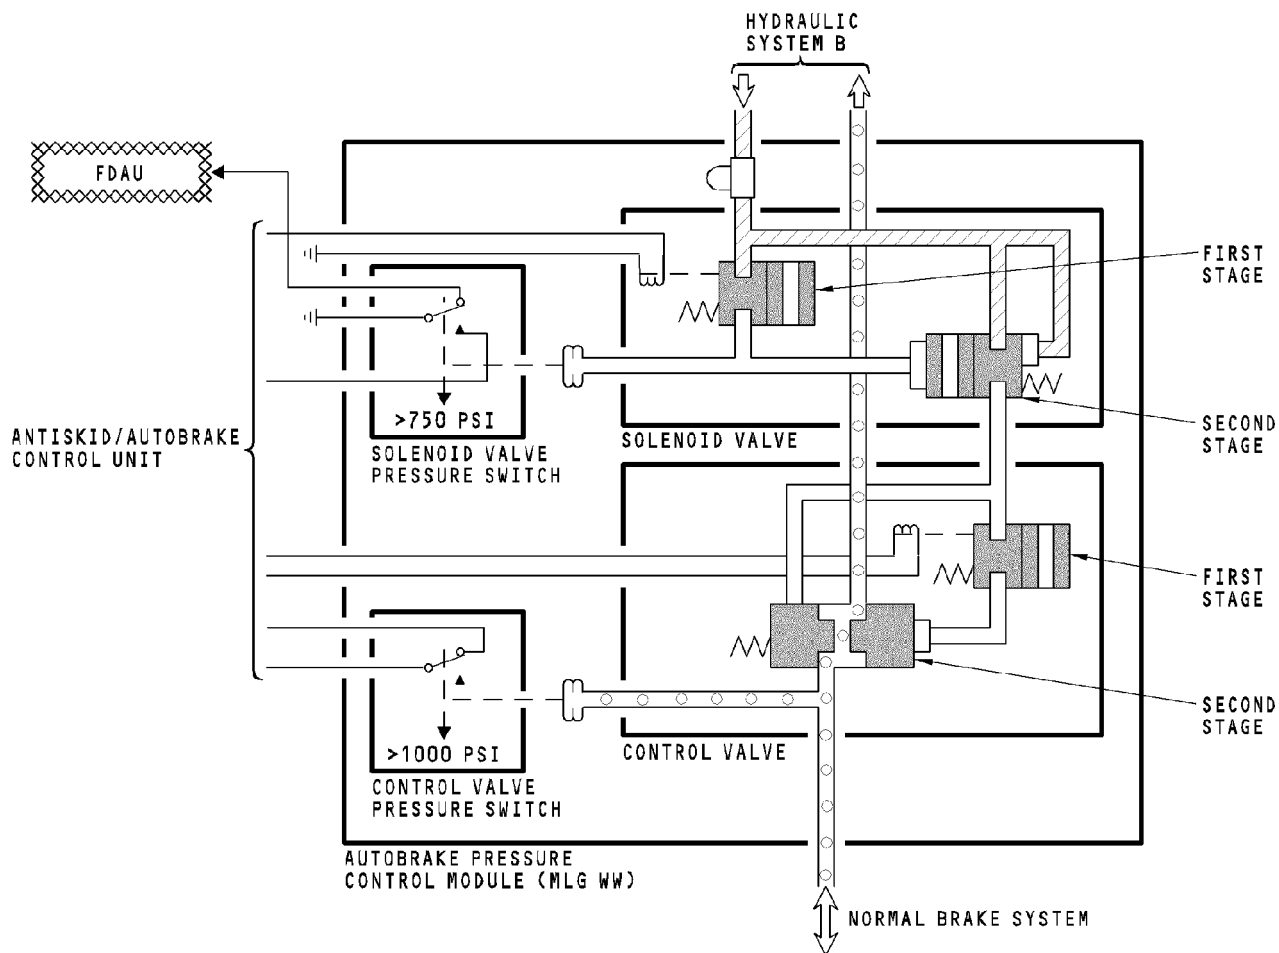 HYDRAULIC
SYSTEM B
FDAU
FIRST
STAGE
>750 PSI
SOLENOID VALVE
PRESSURE SWITCH
SOLENOID VALVE
SECOND
STAGE
ANTISKID/AUTOBRAKE
CONTROL UNIT
FIRST
STAGE
SECOND
STAGE
>1000 PSI
CONTROL VALVE
PRESSURE SWITCH
CONTROL VALVE
AUTOBRAKE PRESSURE
CONTROL MODULE (MLG WW)
NORMAL BRAKE SYSTEM